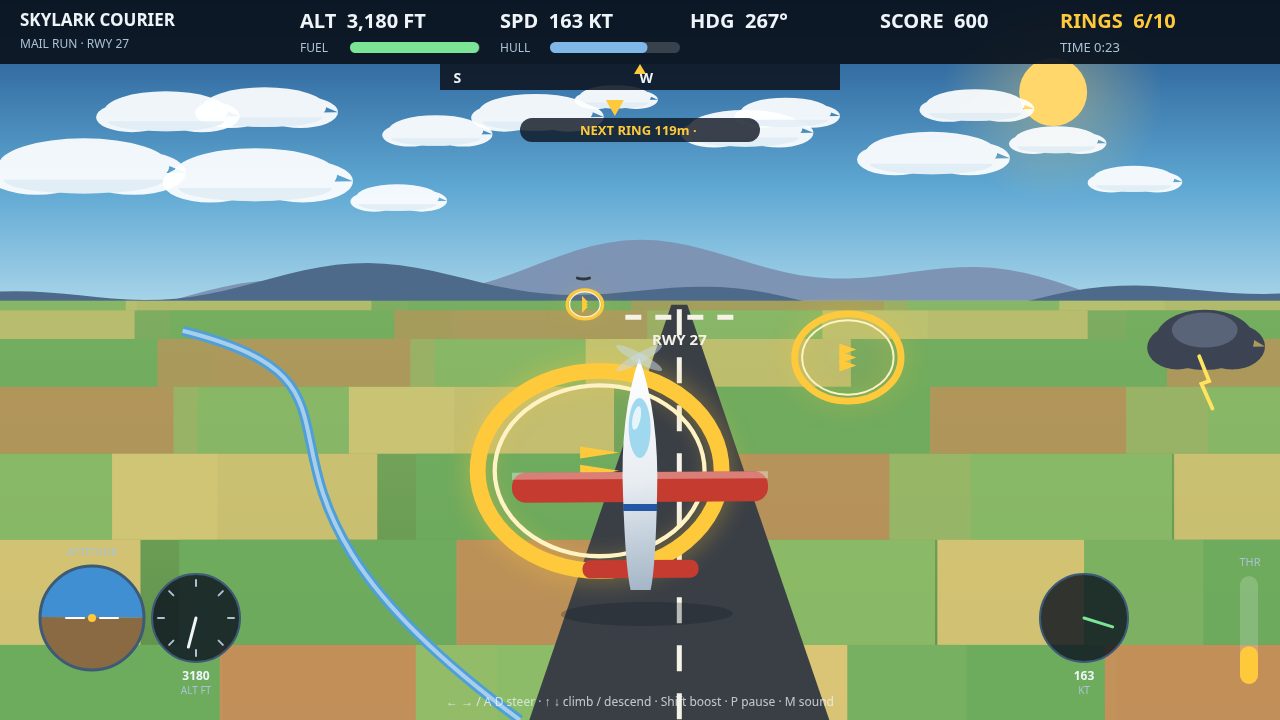 SKYLARK COURIER
MAIL RUN · RWY 27
ALT 3,180 FT
FUEL
SPD 163 KT
HULL
HDG 267°
SCORE 600
RINGS 6/10
TIME 0:23
S W
NEXT RING 119m ·
RWY 27
THR
3180
ALT FT
163
KT
← → / A D steer · ↑ ↓ climb / descend · Shift boost · P pause · M sound